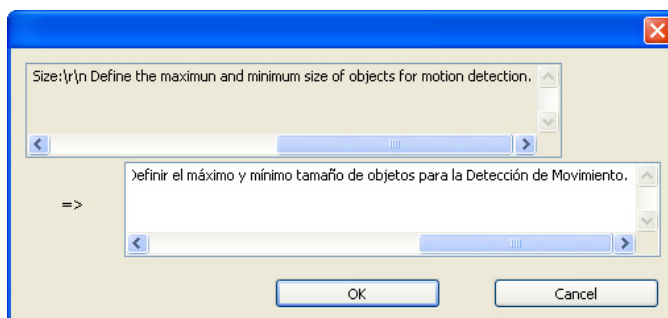 Size:\r\n Define the maximun and minimum size of objects for motion detection.
Definir el máximo y mínimo tamaño de objetos para la Detección de Movimiento.
=>
OK Cancel